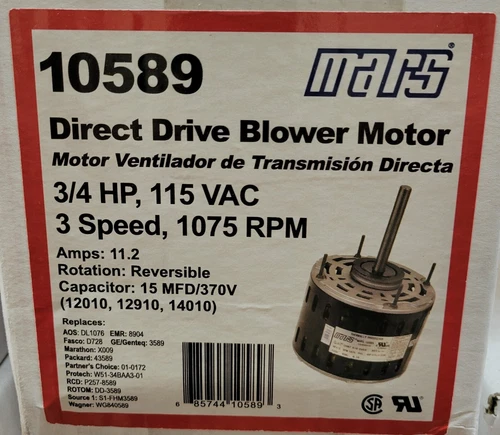 10589
mars
Direct Drive Blower Motor
Motor Ventilador de Transmisión Directa
3/4 HP, 115 VAC
3 Speed, 1075 RPM
Amps: 11.2
Rotation: Reversible
Capacitor: 15 MFD/370V
(12010, 12910, 14010)
Replaces:
AOS: DL1076 EMR: 8904
Fasco: D728 GE/Genteq: 3589
Marathon: X009
Packard: 43589
Partner's Choice: 01-0172
Protech: W51-34BAA3-01
RCD: P257-8589
ROTOM: DD-3589
Source 1: S1-FHM3589
Wagner: WG840589
6 85744 10589 3
mars